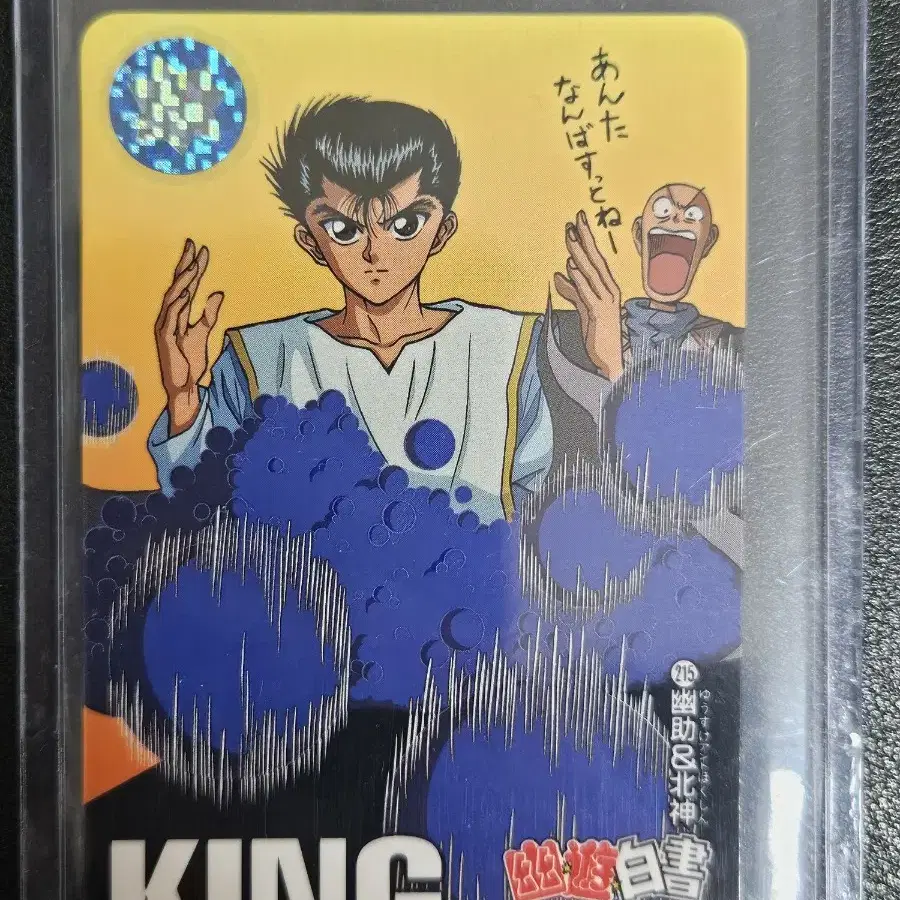 あんた
なんばすっとねー
215 幽助&北神
ゆうすけ ほくしん
KING
幽☆遊☆白書